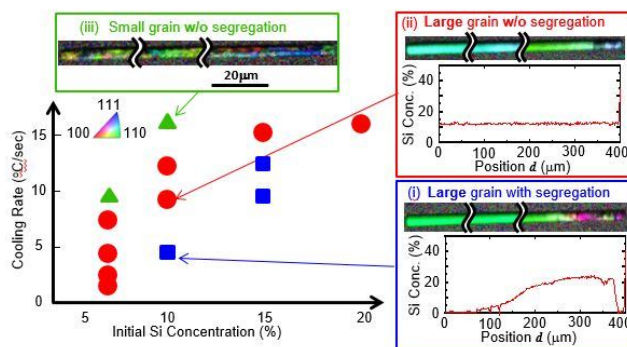 (iii) Small grain w/o segregation
20μm
111
100
110
15
10
5
0
Cooling Rate (ºC/sec)
5
10
15
20
Initial Si Concentration (%)
(ii) Large grain w/o segregation
Si Conc. (%)
40
20
0
0
100
200
300
400
Position d (μm)
(i) Large grain with segregation
Si Conc. (%)
40
20
0
0
100
200
300
400
Position d (μm)